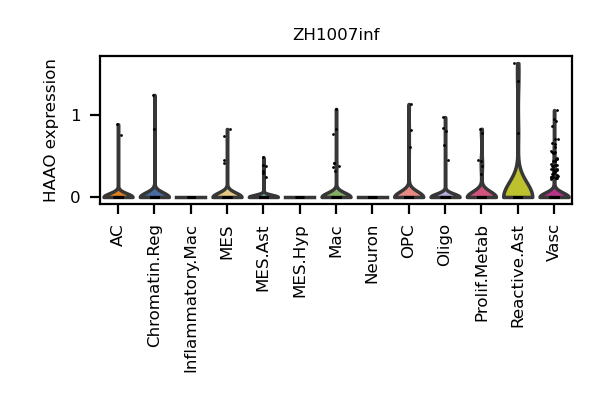 ZH1007inf
HAAO expression
1
0
AC
Chromatin.Reg
Inflammatory.Mac
MES
MES.Ast
MES.Hyp
Mac
Neuron
OPC
Oligo
Prolif.Metab
Reactive.Ast
Vasc